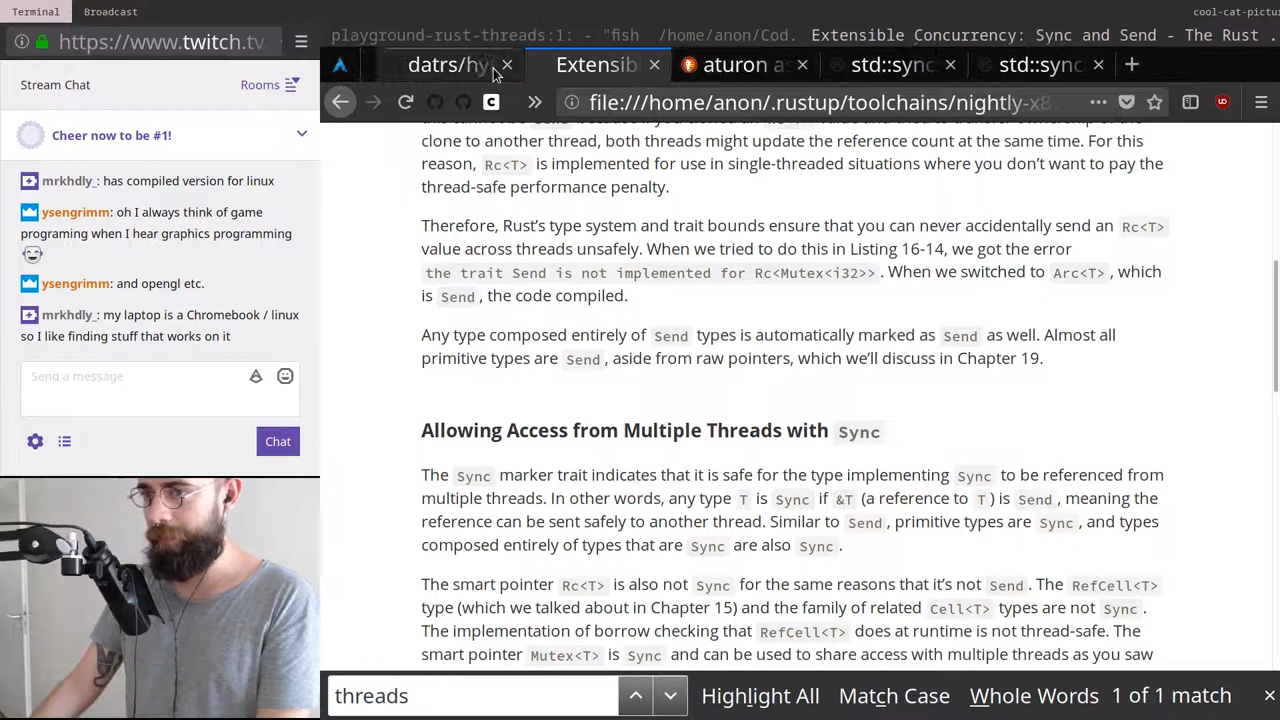 Terminal
Broadcast
cool-cat-pictu
https://www.twitch.tv
Stream Chat
Rooms
Cheer now to be #1!
mrkhdly_: has compiled version for linux
ysengrimm: oh I always think of game
programing when I hear graphics programming
ysengrimm: and opengl etc.
mrkhdly_: my laptop is a Chromebook / linux
so I like finding stuff that works on it
Send a message
Chat
playground-rust-threads:1: - "fish /home/anon/Cod.
Extensible Concurrency: Sync and Send - The Rust .
datrs/hy
Extensib
aturon a
std::sync
std::sync
file:///home/anon/.rustup/toolchains/nightly-x8
clone to another thread, both threads might update the reference count at the same time. For this
reason, Rc<T> is implemented for use in single-threaded situations where you don’t want to pay the
thread-safe performance penalty.
Therefore, Rust’s type system and trait bounds ensure that you can never accidentally send an Rc<T>
value across threads unsafely. When we tried to do this in Listing 16-14, we got the error
the trait Send is not implemented for Rc<Mutex<i32>>. When we switched to Arc<T>, which
is Send, the code compiled.
Any type composed entirely of Send types is automatically marked as Send as well. Almost all
primitive types are Send, aside from raw pointers, which we’ll discuss in Chapter 19.
Allowing Access from Multiple Threads with Sync
The Sync marker trait indicates that it is safe for the type implementing Sync to be referenced from
multiple threads. In other words, any type T is Sync if &T (a reference to T) is Send, meaning the
reference can be sent safely to another thread. Similar to Send, primitive types are Sync, and types
composed entirely of types that are Sync are also Sync.
The smart pointer Rc<T> is also not Sync for the same reasons that it’s not Send. The RefCell<T>
type (which we talked about in Chapter 15) and the family of related Cell<T> types are not Sync.
The implementation of borrow checking that RefCell<T> does at runtime is not thread-safe. The
smart pointer Mutex<T> is Sync and can be used to share access with multiple threads as you saw
threads
Highlight All
Match Case
Whole Words
1 of 1 match